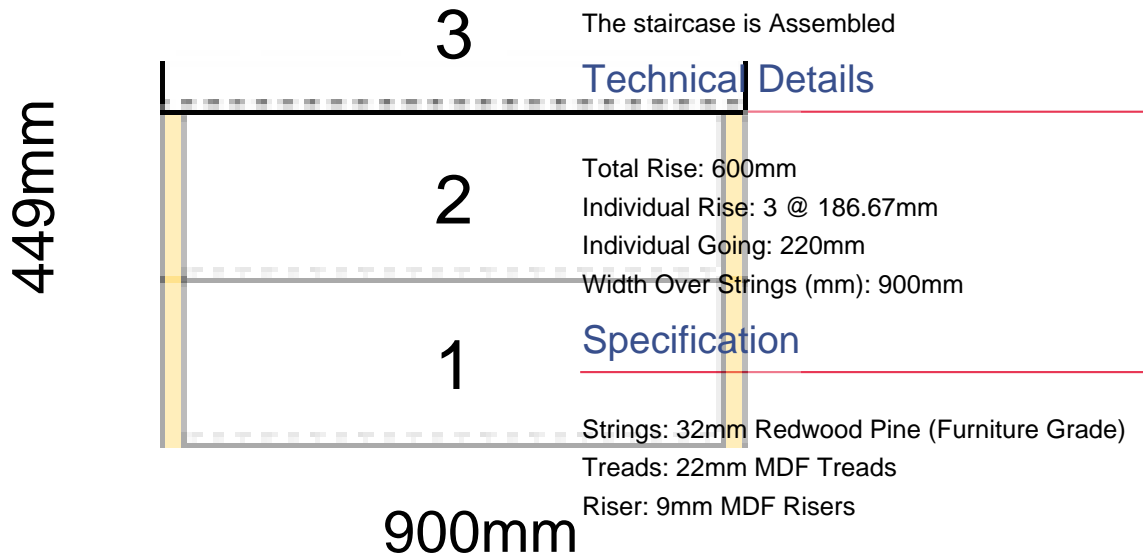 3
The staircase is Assembled
Technical Details
449mm
2
Total Rise: 600mm
Individual Rise: 3 @ 186.67mm
Individual Going: 220mm
Width Over Strings (mm): 900mm
Specification
1
Strings: 32mm Redwood Pine (Furniture Grade)
Treads: 22mm MDF Treads
Riser: 9mm MDF Risers
900mm